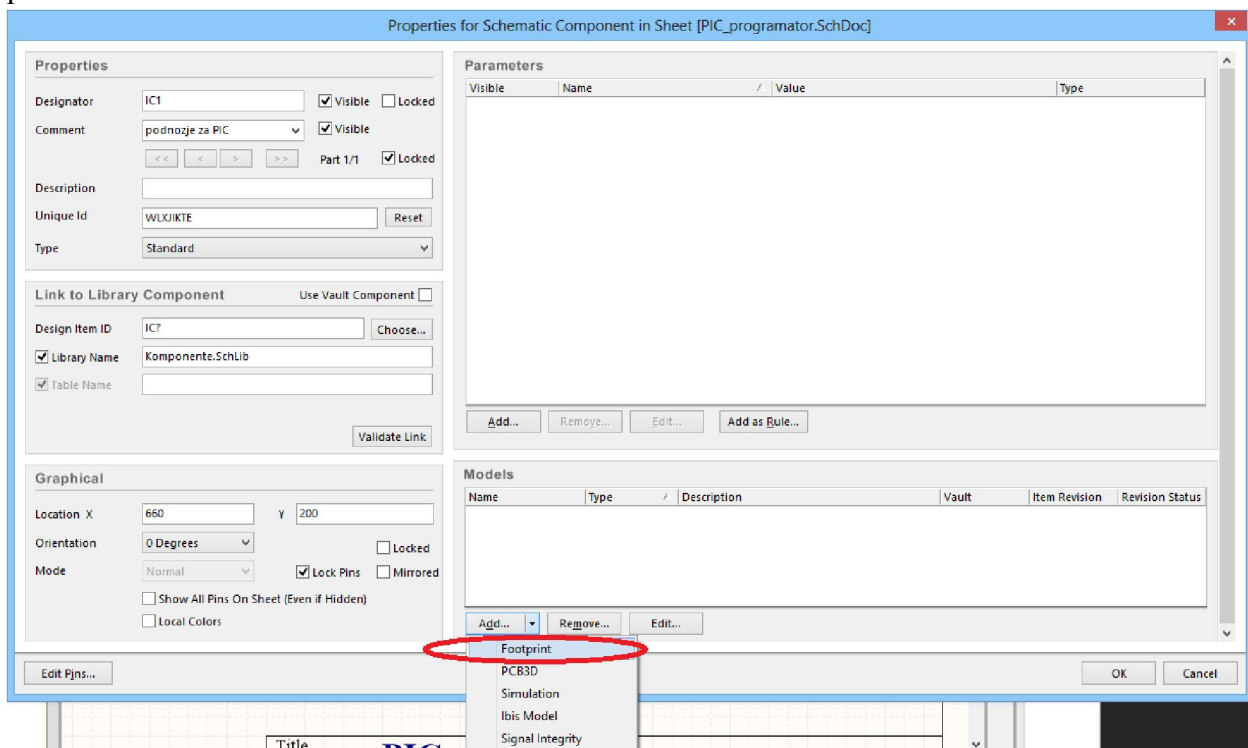 Properties for Schematic Component in Sheet [PIC_programator.SchDoc]
Properties
Designator IC1 Visible Locked
Comment podnozje za PIC Visible
<< < > >> Part 1/1 Locked
Description
Unique Id WLXJIKTE Reset
Type Standard
Link to Library Component Use Vault Component
Design Item ID IC? Choose...
Library Name Komponente.SchLib
Table Name
Validate Link
Graphical
Location X 660 Y 200
Orientation 0 Degrees Locked
Mode Normal Lock Pins Mirrored
Show All Pins On Sheet (Even if Hidden)
Local Colors
Parameters
Visible Name / Value Type
Add... Remove... Edit... Add as Rule...
Models
Name Type / Description Vault Item Revision Revision Status
Add... Remove... Edit...
Footprint
PCB3D
Simulation
Ibis Model
Signal Integrity
Edit Pins... OK Cancel
Title